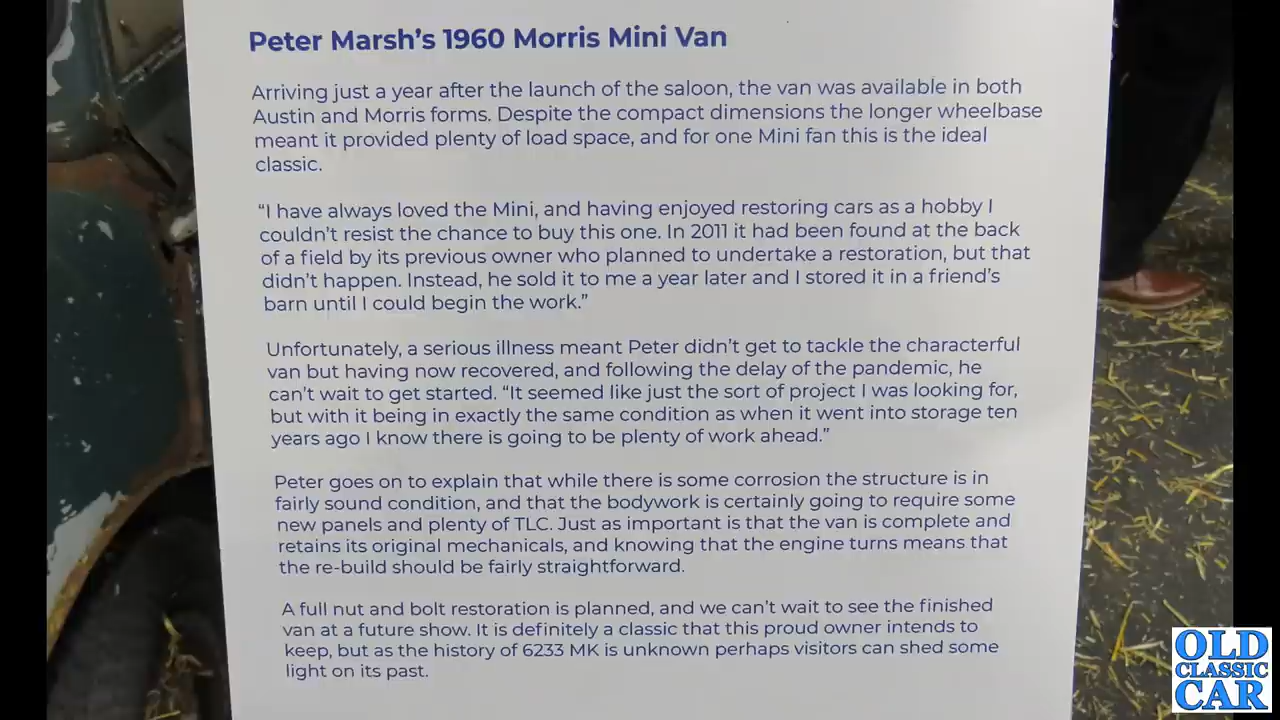 Peter Marsh's 1960 Morris Mini Van
Arriving just a year after the launch of the saloon, the van was available in both
Austin and Morris forms. Despite the compact dimensions the longer wheelbase
meant it provided plenty of load space, and for one Mini fan this is the ideal
classic.
“I have always loved the Mini, and having enjoyed restoring cars as a hobby I
couldn't resist the chance to buy this one. In 2011 it had been found at the back
of a field by its previous owner who planned to undertake a restoration, but that
didn't happen. Instead, he sold it to me a year later and I stored it in a friend's
barn until I could begin the work.”
Unfortunately, a serious illness meant Peter didn't get to tackle the characterful
van but having now recovered, and following the delay of the pandemic, he
can't wait to get started. “It seemed like just the sort of project I was looking for,
but with it being in exactly the same condition as when it went into storage ten
years ago I know there is going to be plenty of work ahead.”
Peter goes on to explain that while there is some corrosion the structure is in
fairly sound condition, and that the bodywork is certainly going to require some
new panels and plenty of TLC. Just as important is that the van is complete and
retains its original mechanicals, and knowing that the engine turns means that
the re-build should be fairly straightforward.
A full nut and bolt restoration is planned, and we can't wait to see the finished
van at a future show. It is definitely a classic that this proud owner intends to
keep, but as the history of 6233 MK is unknown perhaps visitors can shed some
light on its past.
OLD
CLASSIC
CAR